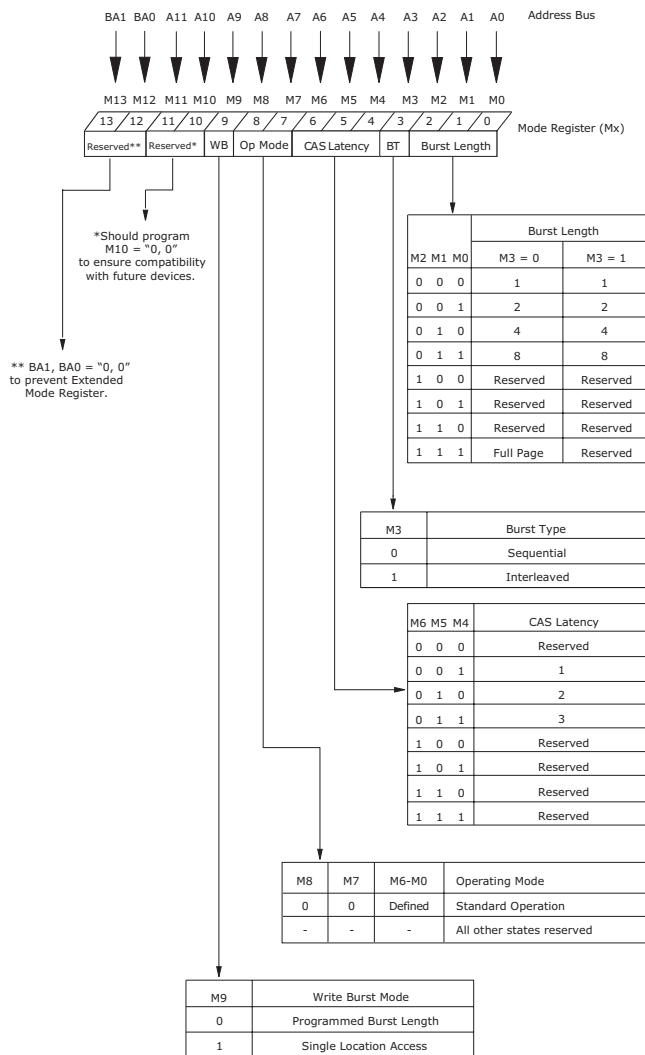 BA1 BA0 A11 A10 A9 A8 A7 A6 A5 A4 A3 A2 A1 A0 Address Bus
M13 M12 M11 M10 M9 M8 M7 M6 M5 M4 M3 M2 M1 M0
13 12 11 10 9 8 7 6 5 4 3 2 1 0 Mode Register (Mx)
Reserved** Reserved* WB Op Mode CAS Latency BT Burst Length
*Should program
M10 = “0, 0”
to ensure compatibility
with future devices.
** BA1, BA0 = “0, 0”
to prevent Extended
Mode Register.
Burst Length
M2 M1 M0 M3 = 0 M3 = 1
0 0 0 1 1
0 0 1 2 2
0 1 0 4 4
0 1 1 8 8
1 0 0 Reserved Reserved
1 0 1 Reserved Reserved
1 1 0 Reserved Reserved
1 1 1 Full Page Reserved
M3 Burst Type
0 Sequential
1 Interleaved
M6 M5 M4 CAS Latency
0 0 0 Reserved
0 0 1 1
0 1 0 2
0 1 1 3
1 0 0 Reserved
1 0 1 Reserved
1 1 0 Reserved
1 1 1 Reserved
M8 M7 M6-M0 Operating Mode
0 0 Defined Standard Operation
- - - All other states reserved
M9 Write Burst Mode
0 Programmed Burst Length
1 Single Location Access